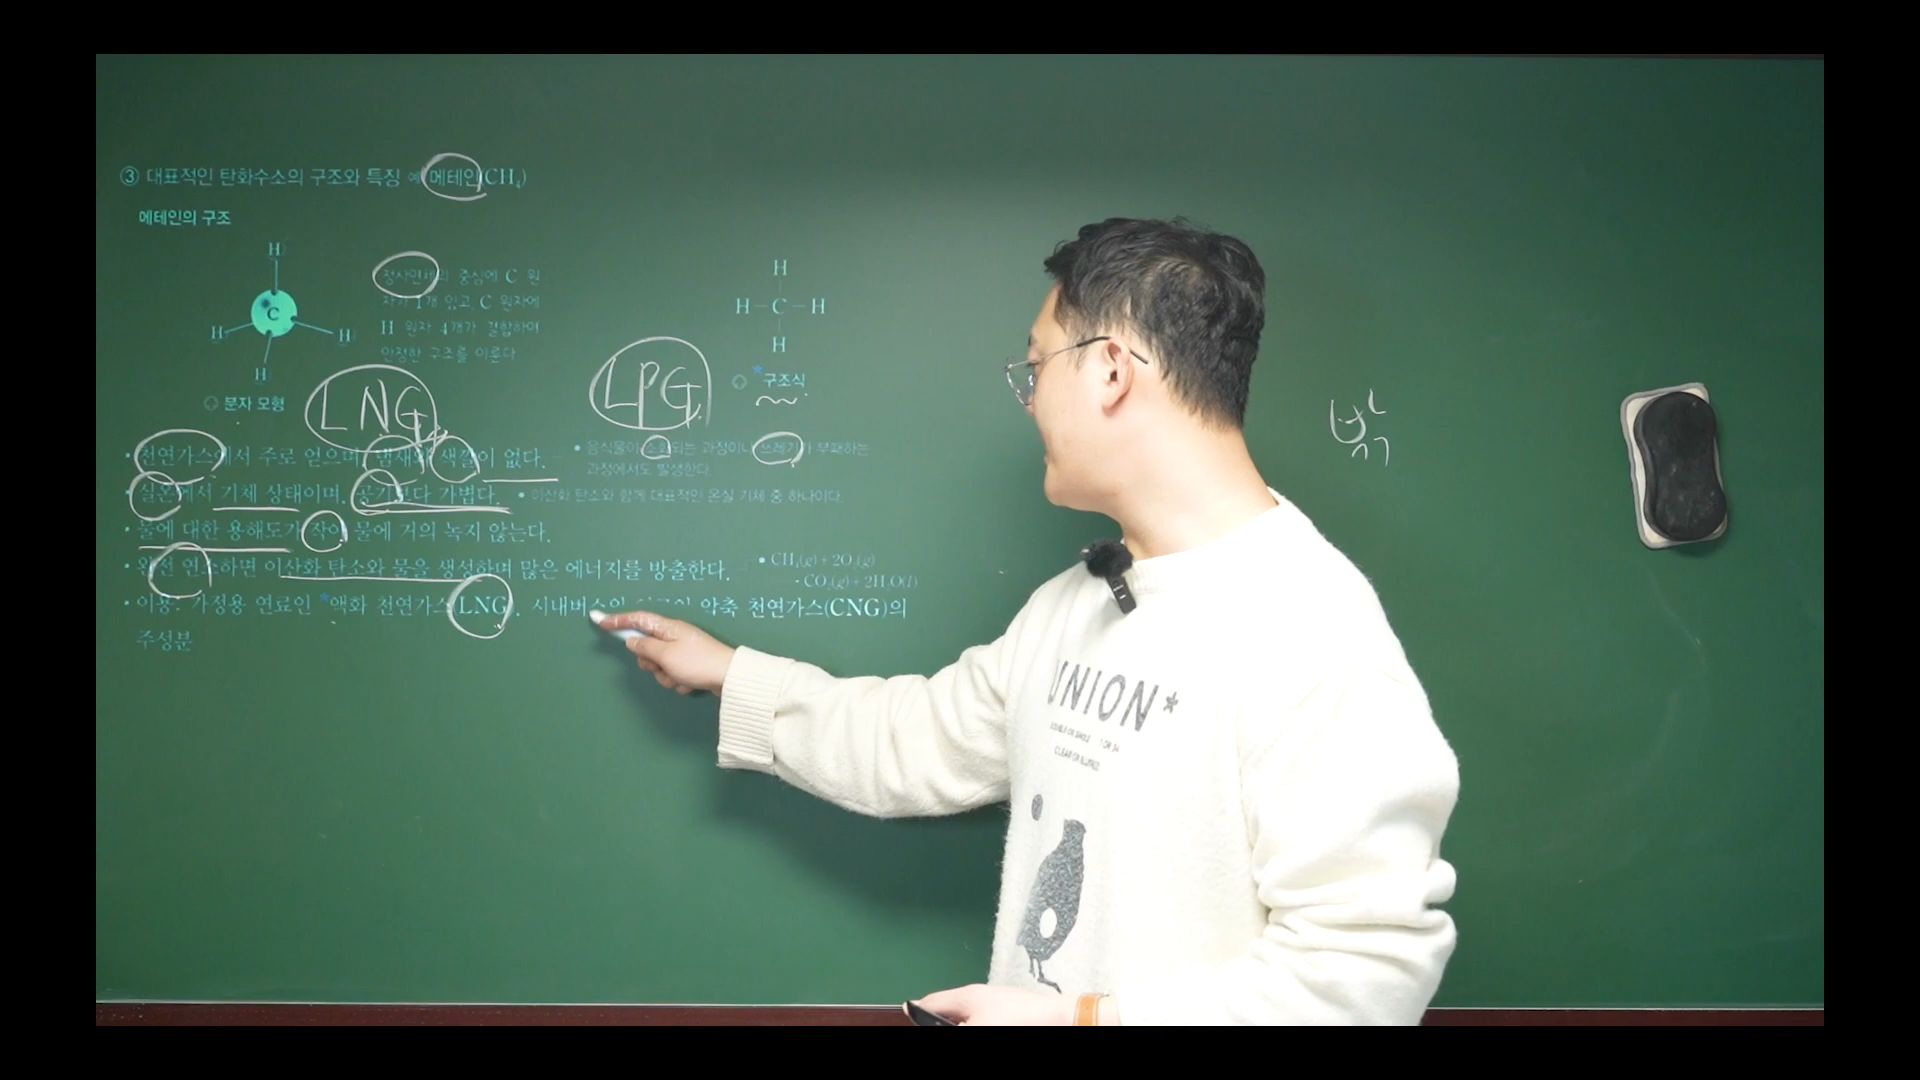 ③ 대표적인 탄화수소의 구조와 특징 예 메테인(CH₄)
메테인의 구조
H
C
H
H
H
정사면체의 중심에 C 원
자가 1개 있고, C 원자에
H 원자 4개가 결합하여
안정한 구조를 이룬다
분자 모형
H
H-C-H
H
*구조식
LNG
LPG
밖
• 천연가스에서 주로 얻으며, 냄새와 색깔이 없다.
• 음식물이 소화되는 과정이나 쓰레기가 부패하는
과정에서도 발생한다.
• 실온에서 기체 상태이며, 공기보다 가볍다.
• 이산화 탄소와 함께 대표적인 온실 기체 중 하나이다.
• 물에 대한 용해도가 작아 물에 거의 녹지 않는다.
• 완전 연소하면 이산화 탄소와 물을 생성하며 많은 에너지를 방출한다.
• CH₄(g)+2O₂(g)
CO₂(g)+2H₂O(l)
• 이용: 가정용 연료인 *액화 천연가스(LNG), 시내버스의 압축 천연가스(CNG)의
주성분
UNION*